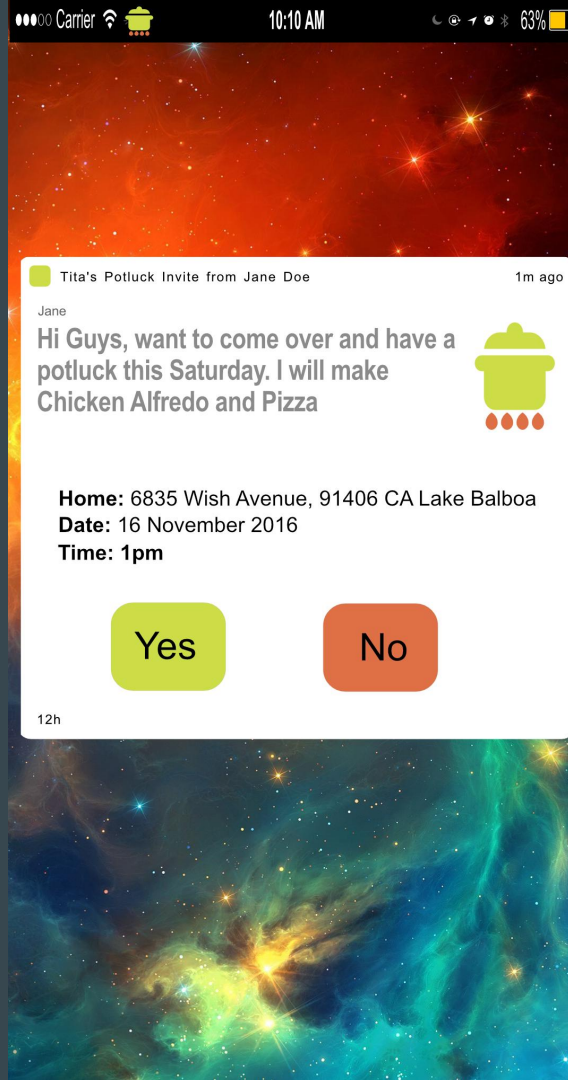 Carrier 10:10 AM 63%
Tita's Potluck Invite from Jane Doe 1m ago
Jane
Hi Guys, want to come over and have a
potluck this Saturday. I will make
Chicken Alfredo and Pizza
Home: 6835 Wish Avenue, 91406 CA Lake Balboa
Date: 16 November 2016
Time: 1pm
Yes No
12h